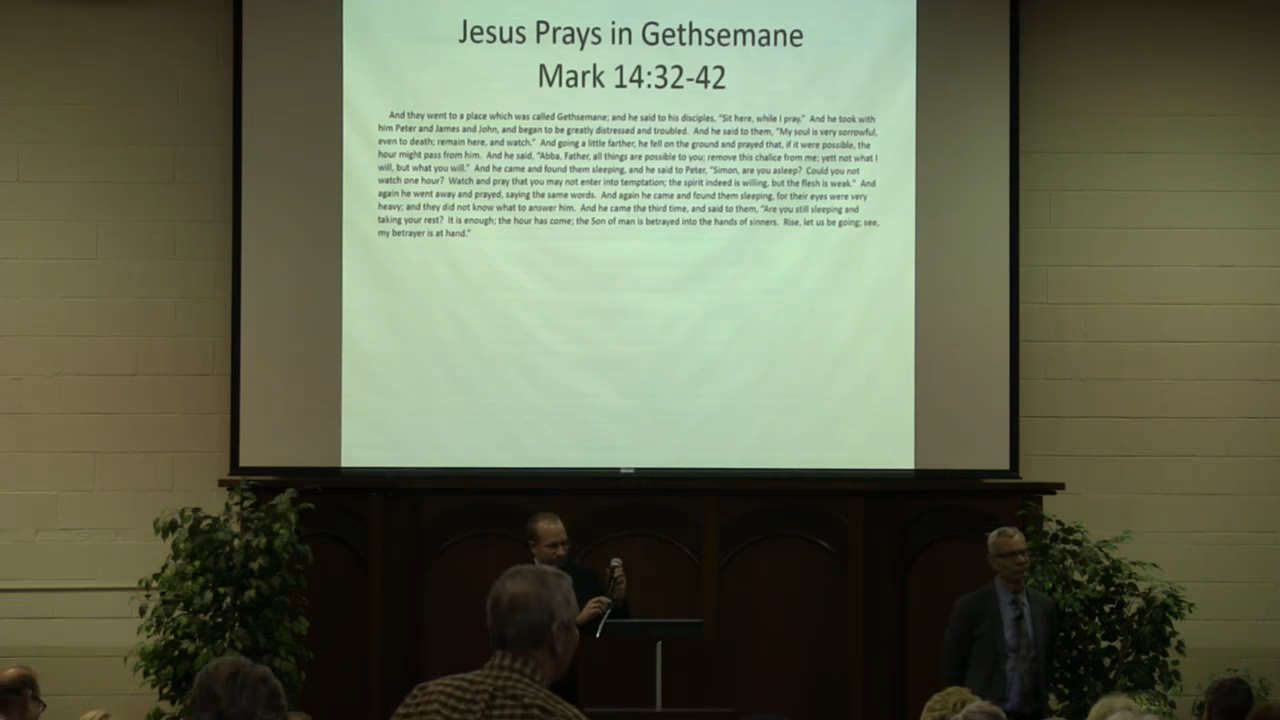 Jesus Prays in Gethsemane
Mark 14:32-42
And they went to a place which was called Gethsemane; and he said to his disciples, "Sit here, while I pray." And he took with
him Peter and James and John, and began to be greatly distressed and troubled. And he said to them, "My soul is very sorrowful,
even to death; remain here, and watch." And going a little farther, he fell on the ground and prayed that, if it were possible, the
hour might pass from him. And he said, "Abba, Father, all things are possible to you; remove this chalice from me; yett not what I
will, but what you will." And he came and found them sleeping, and he said to Peter, "Simon, are you asleep? Could you not
watch one hour? Watch and pray that you may not enter into temptation; the spirit indeed is willing, but the flesh is weak." And
again he went away and prayed, saying the same words. And again he came and found them sleeping, for their eyes were very
heavy; and they did not know what to answer him. And he came the third time, and said to them, "Are you still sleeping and
taking your rest? It is enough; the hour has come; the Son of man is betrayed into the hands of sinners. Rise, let us be going; see,
my betrayer is at hand."